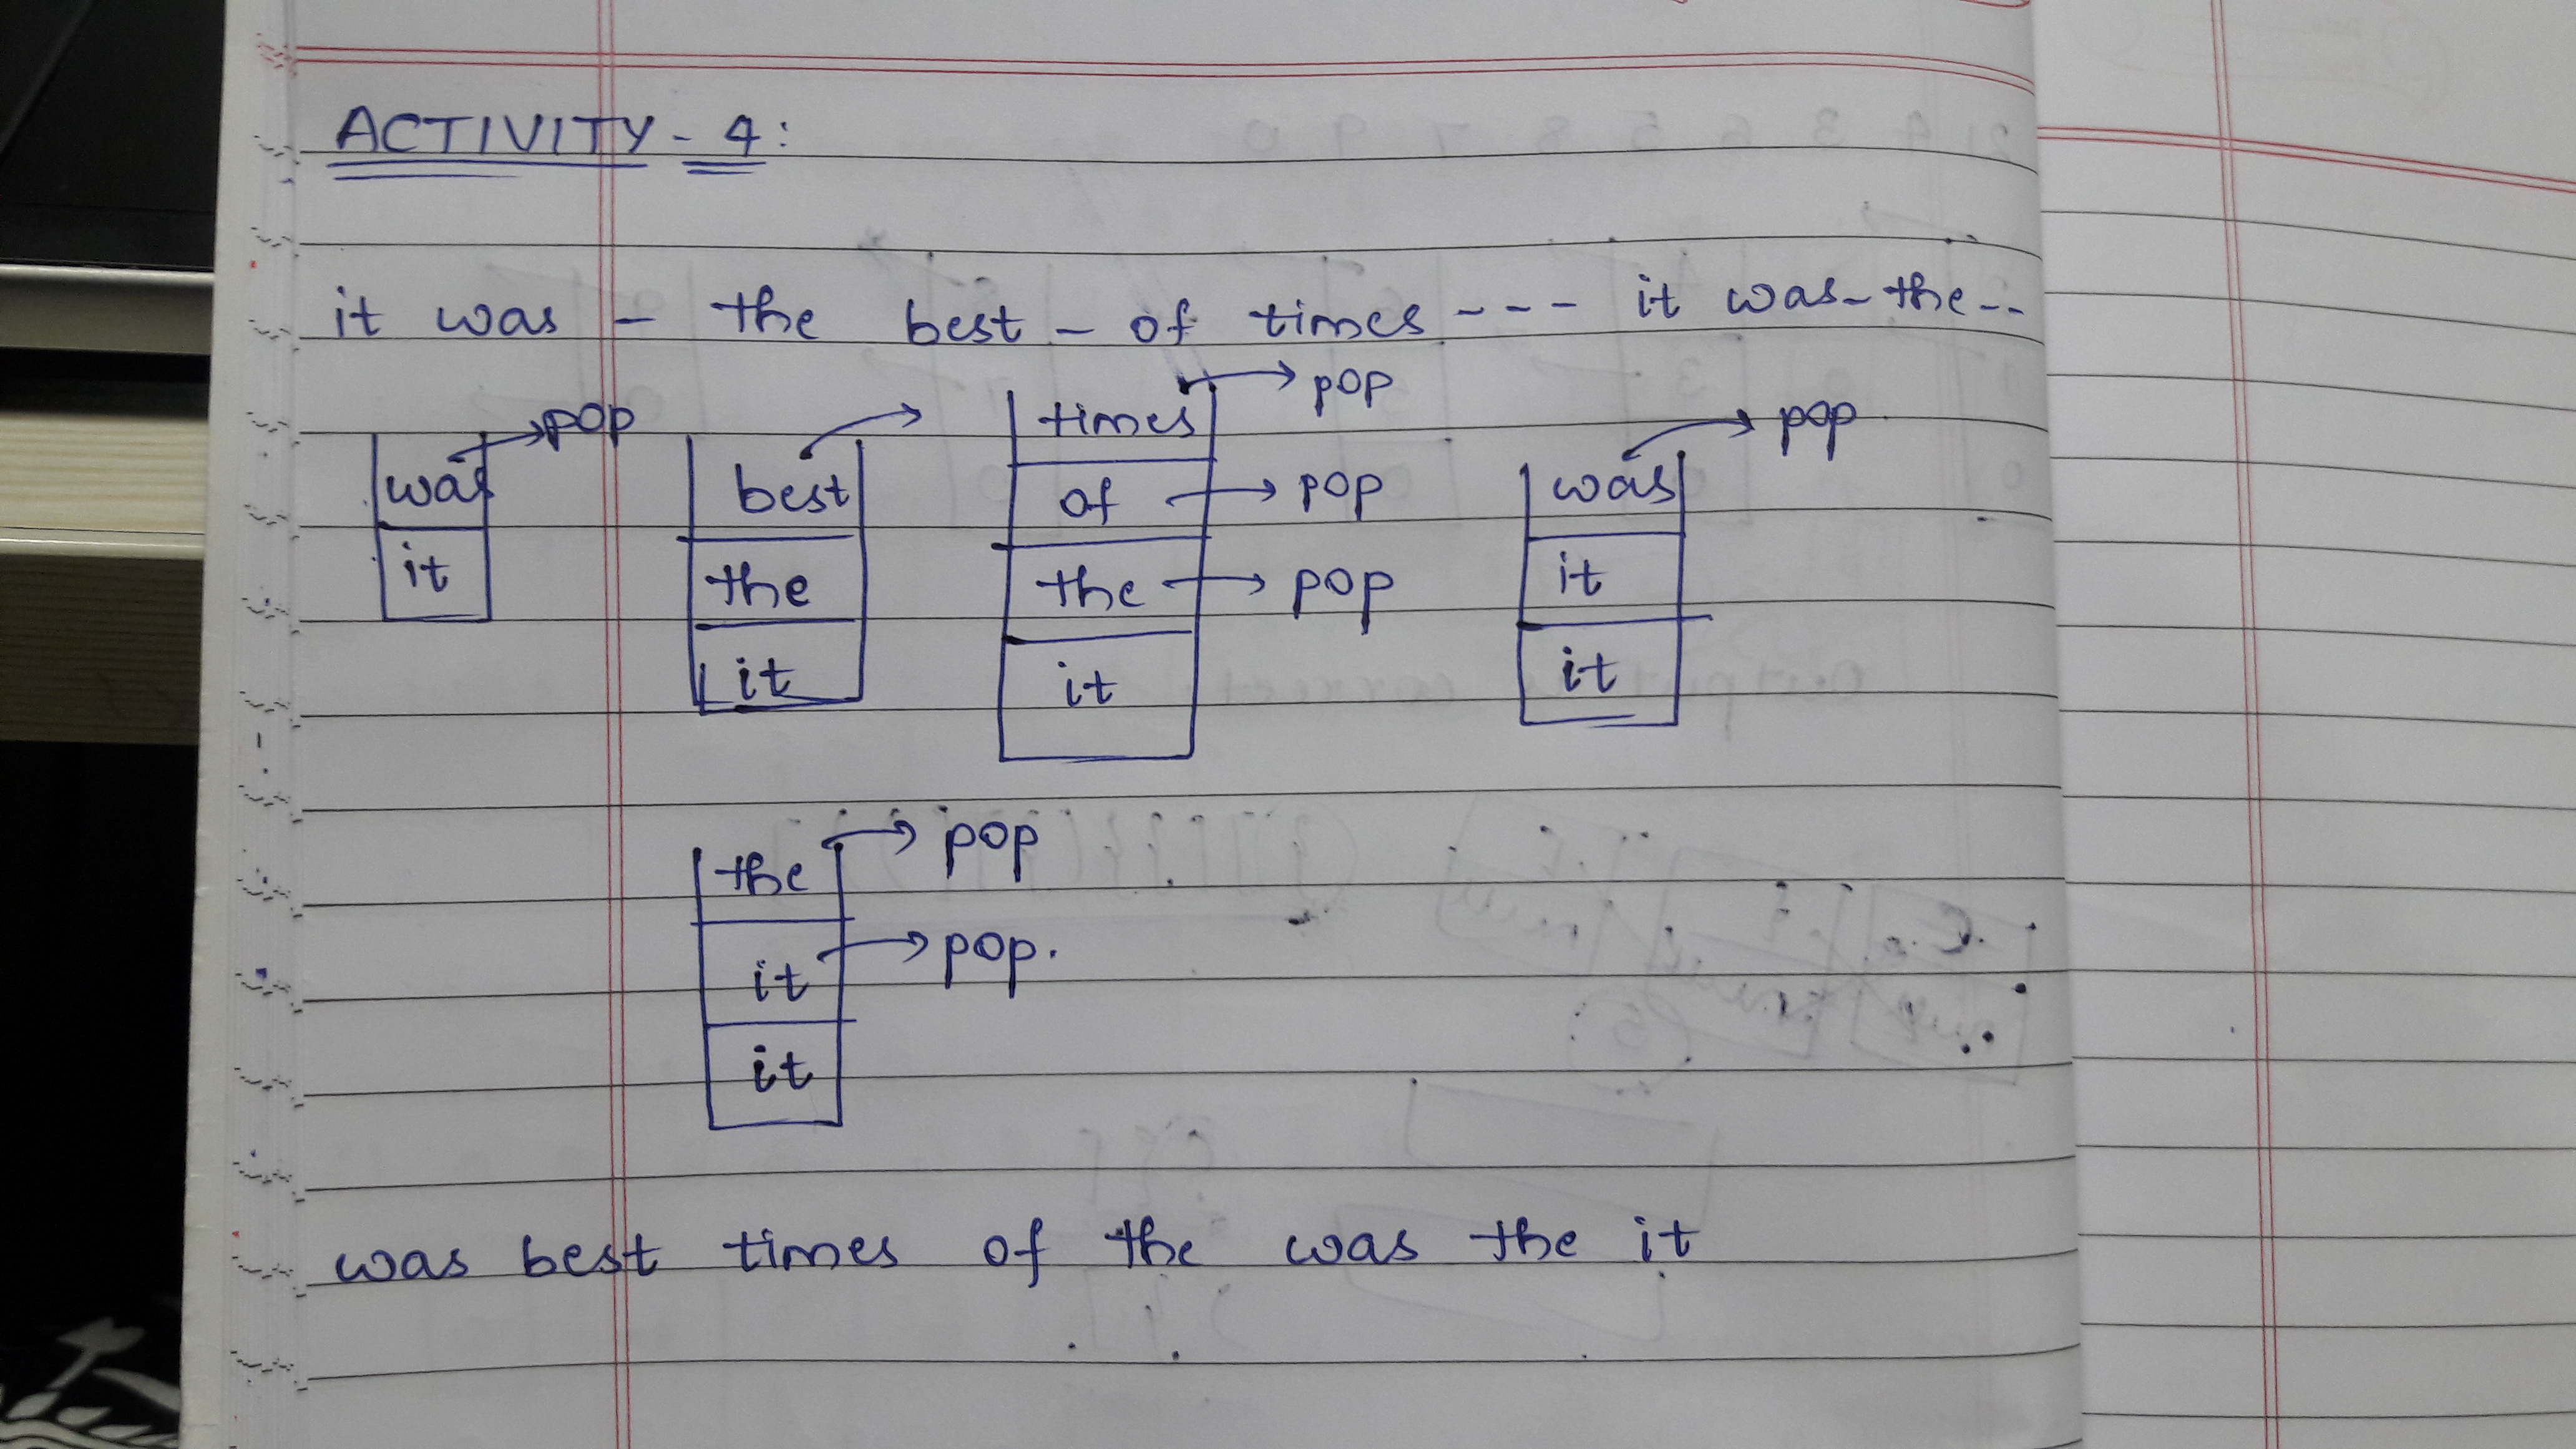 ACTIVITY - 4:
it was - the best - of times - - - it was - the - -
pop
times
pop
pop
was
best
of
pop
was
it
the
the
pop
it
it
it
it
the
pop
it
pop.
it
was best times of the was the it